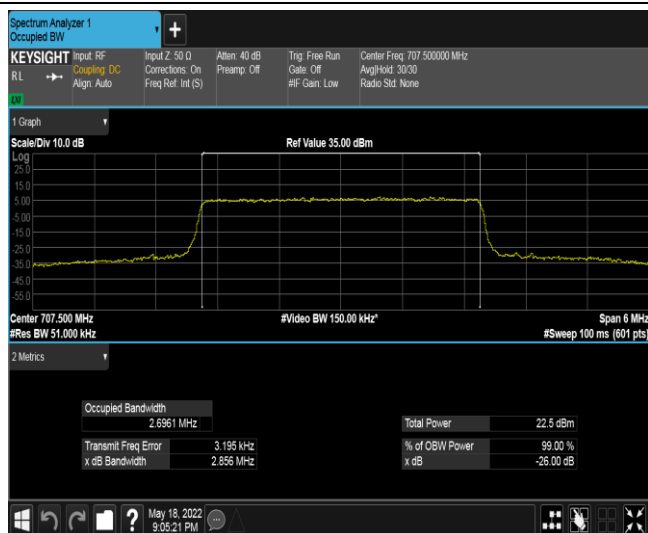 Spectrum Analyzer 1
Occupied BW
+
KEYSIGHT Input: RF Input Z: 50 Ω Atten: 40 dB Trig: Free Run Center Freq: 707.500000 MHz
RL Coupling: DC Corrections: On Preamp: Off Gate: Off Avg|Hold: 30/30
Align: Auto Freq Ref: Int (S) #IF Gain: Low Radio Std: None
1 Graph
Scale/Div 10.0 dB Ref Value 35.00 dBm
Log
25.0
15.0
5.00
-5.00
-15.0
-25.0
-35.0
-45.0
-55.0
Center 707.500 MHz #Video BW 150.00 kHz* Span 6 MHz
#Res BW 51.000 kHz #Sweep 100 ms (601 pts)
2 Metrics
Occupied Bandwidth
2.6961 MHz Total Power 22.5 dBm
Transmit Freq Error 3.195 kHz % of OBW Power 99.00 %
x dB Bandwidth 2.856 MHz x dB -26.00 dB
? May 18, 2022
9:05:21 PM